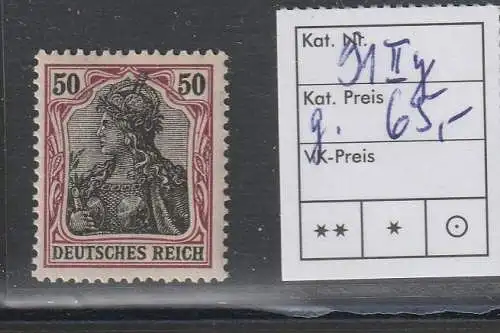 50 50
DEUTSCHES REICH
Kat. Nr. 91 II y
Kat. Preis
g. 65,-
VK-Preis
** * ⊙